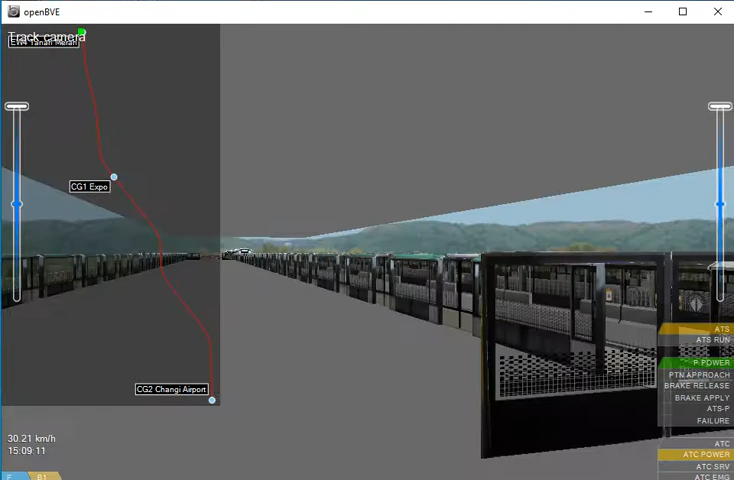 openBVE
Track camera
EW4 Tanah Merah
CG1 Expo
CG2 Changi Airport
30.21 km/h
15:09:11
F B1
ATS
ATS RUN
P POWER
PTN APPROACH
BRAKE RELEASE
BRAKE APPLY
ATS-P
FAILURE
ATC
ATC POWER
ATC SRV
ATC EMG